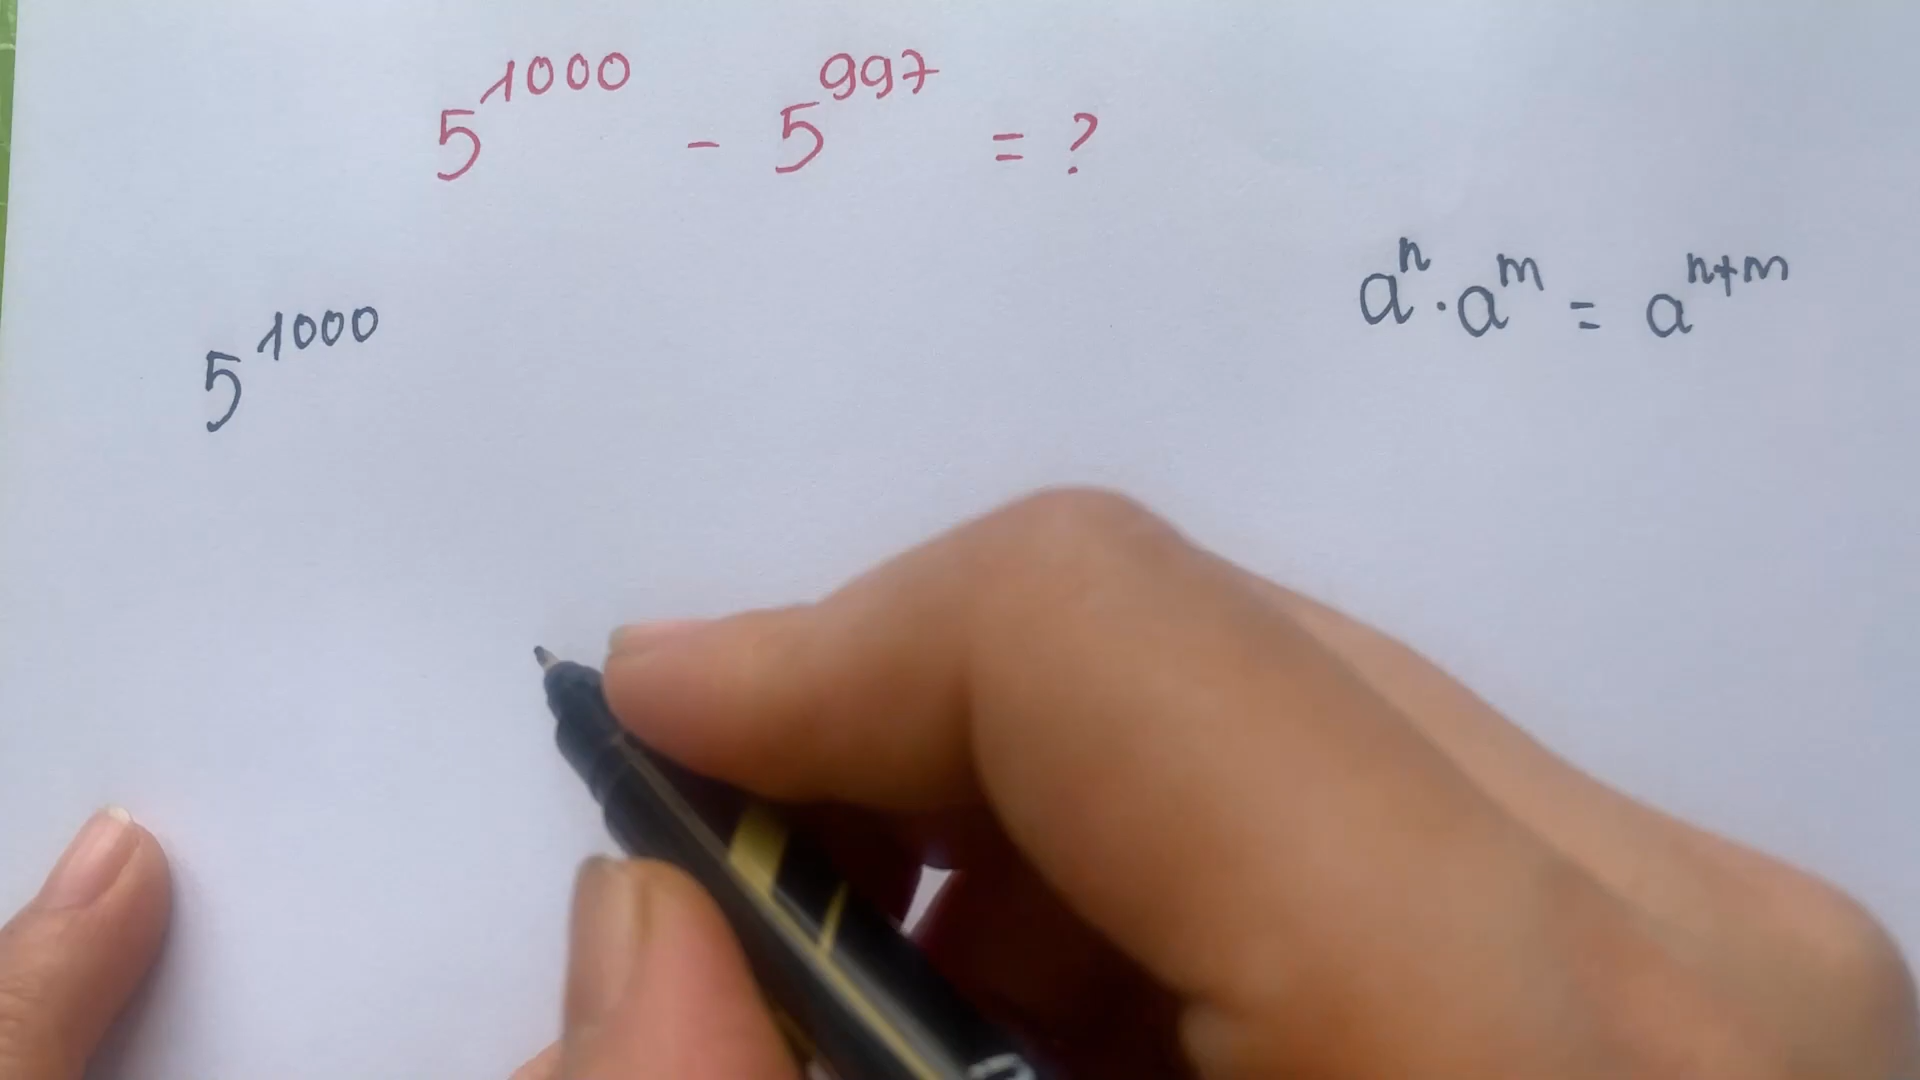 5^1000 - 5^997 = ?
a^n · a^m = a^n+m
5^1000